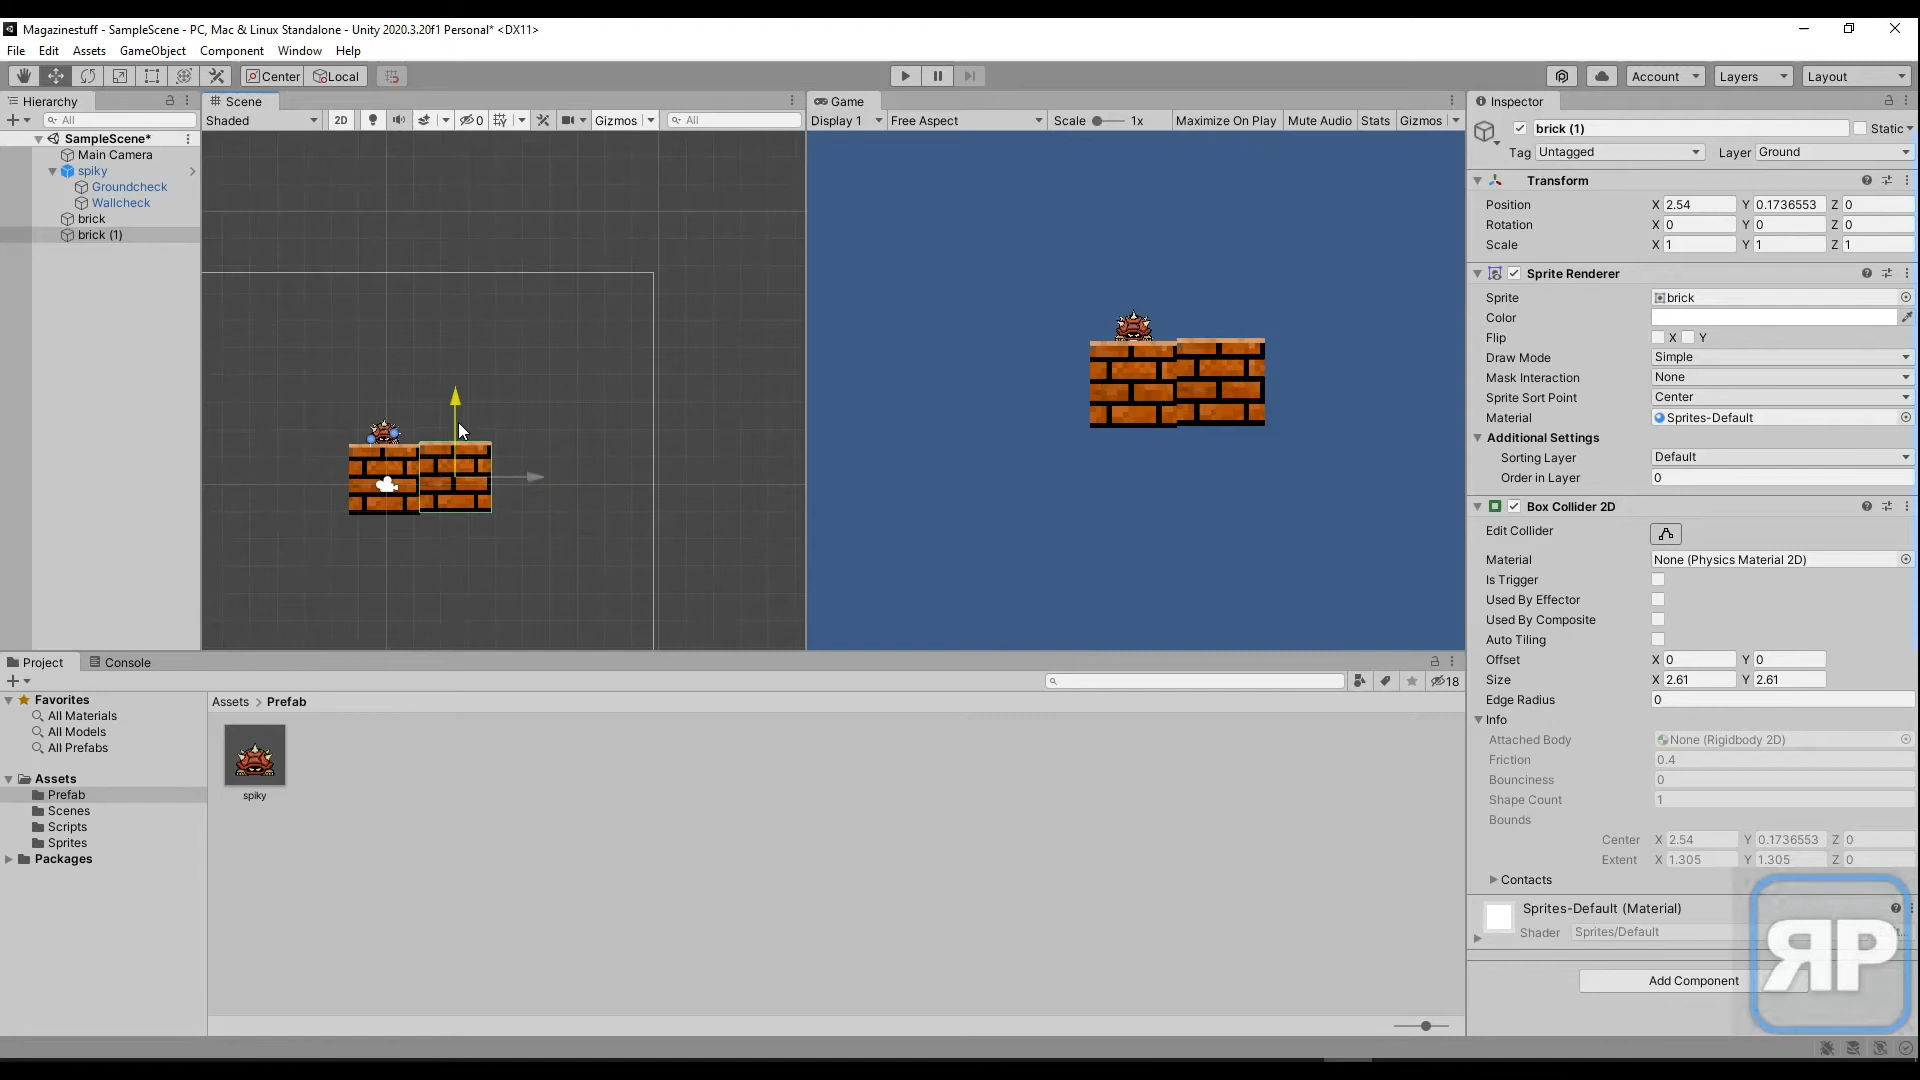 Magazinestuff - SampleScene - PC, Mac & Linux Standalone - Unity 2020.3.20f1 Personal* <DX11>
File Edit Assets GameObject Component Window Help
Center Local Account Layers Layout
Hierarchy
All
SampleScene*
Main Camera
spiky
Groundcheck
Wallcheck
brick
brick (1)
Scene
Shaded 2D 0 Gizmos All
Game
Display 1 Free Aspect Scale 1x Maximize On Play Mute Audio Stats Gizmos
Inspector
brick (1) Static
Tag Untagged Layer Ground
Transform
Position X 2.54 Y 0.1736553 Z 0
Rotation X 0 Y 0 Z 0
Scale X 1 Y 1 Z 1
Sprite Renderer
Sprite brick
Color
Flip X Y
Draw Mode Simple
Mask Interaction None
Sprite Sort Point Center
Material Sprites-Default
Additional Settings
Sorting Layer Default
Order in Layer 0
Box Collider 2D
Edit Collider
Material None (Physics Material 2D)
Is Trigger
Used By Effector
Used By Composite
Auto Tiling
Offset X 0 Y 0
Size X 2.61 Y 2.61
Edge Radius 0
Info
Attached Body None (Rigidbody 2D)
Friction 0.4
Bounciness 0
Shape Count 1
Bounds
Center X 2.54 Y 0.1736553 Z 0
Extent X 1.305 Y 1.305 Z 0
Contacts
Sprites-Default (Material)
Shader Sprites/Default
Add Component
Project Console
18
Favorites
All Materials
All Models
All Prefabs
Assets
Prefab
Scenes
Scripts
Sprites
Packages
Assets > Prefab
spiky